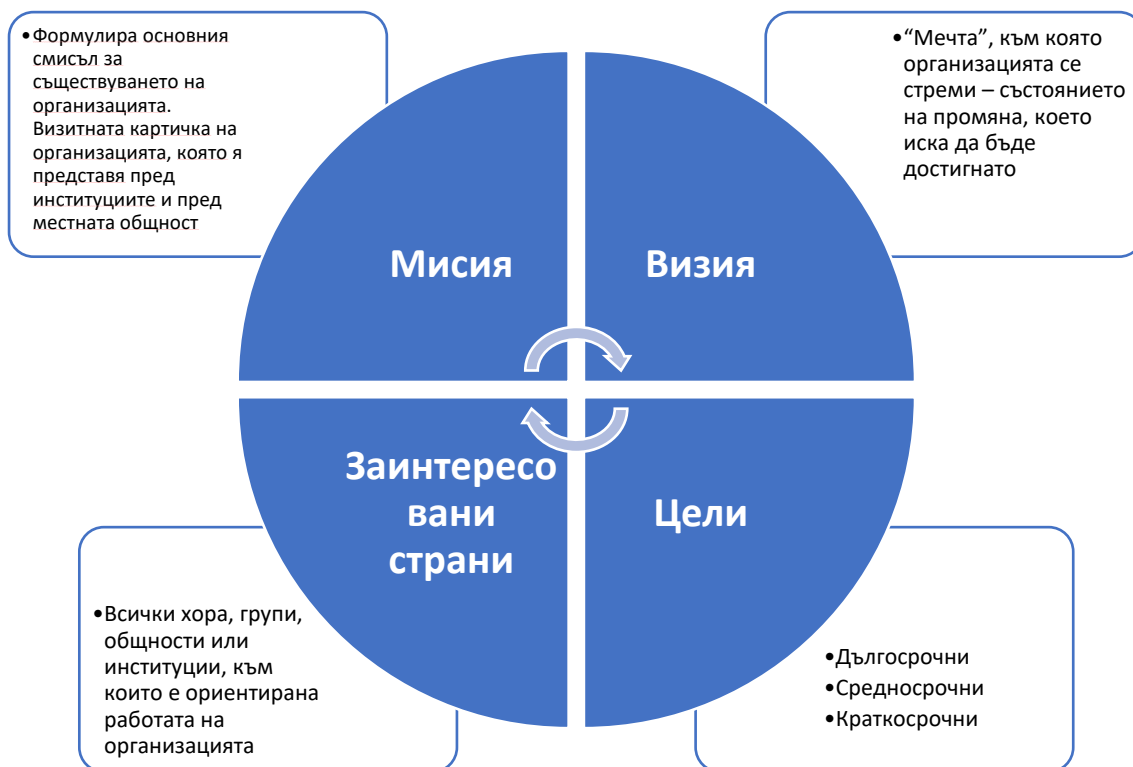 •Формулира основния
смисъл за
съществуването на
организацията.
Визитната картичка на
организацията, която я
представя пред
институциите и пред
местната общност
•“Мечта”, към която
организацията се
стреми – състоянието
на промяна, което
иска да бъде
достигнато
Мисия
Визия
Заинтересо
вани
страни
Цели
•Всички хора, групи,
общности или
институции, към
които е ориентирана
работата на
организацията
•Дългосрочни
•Средносрочни
•Краткосрочни